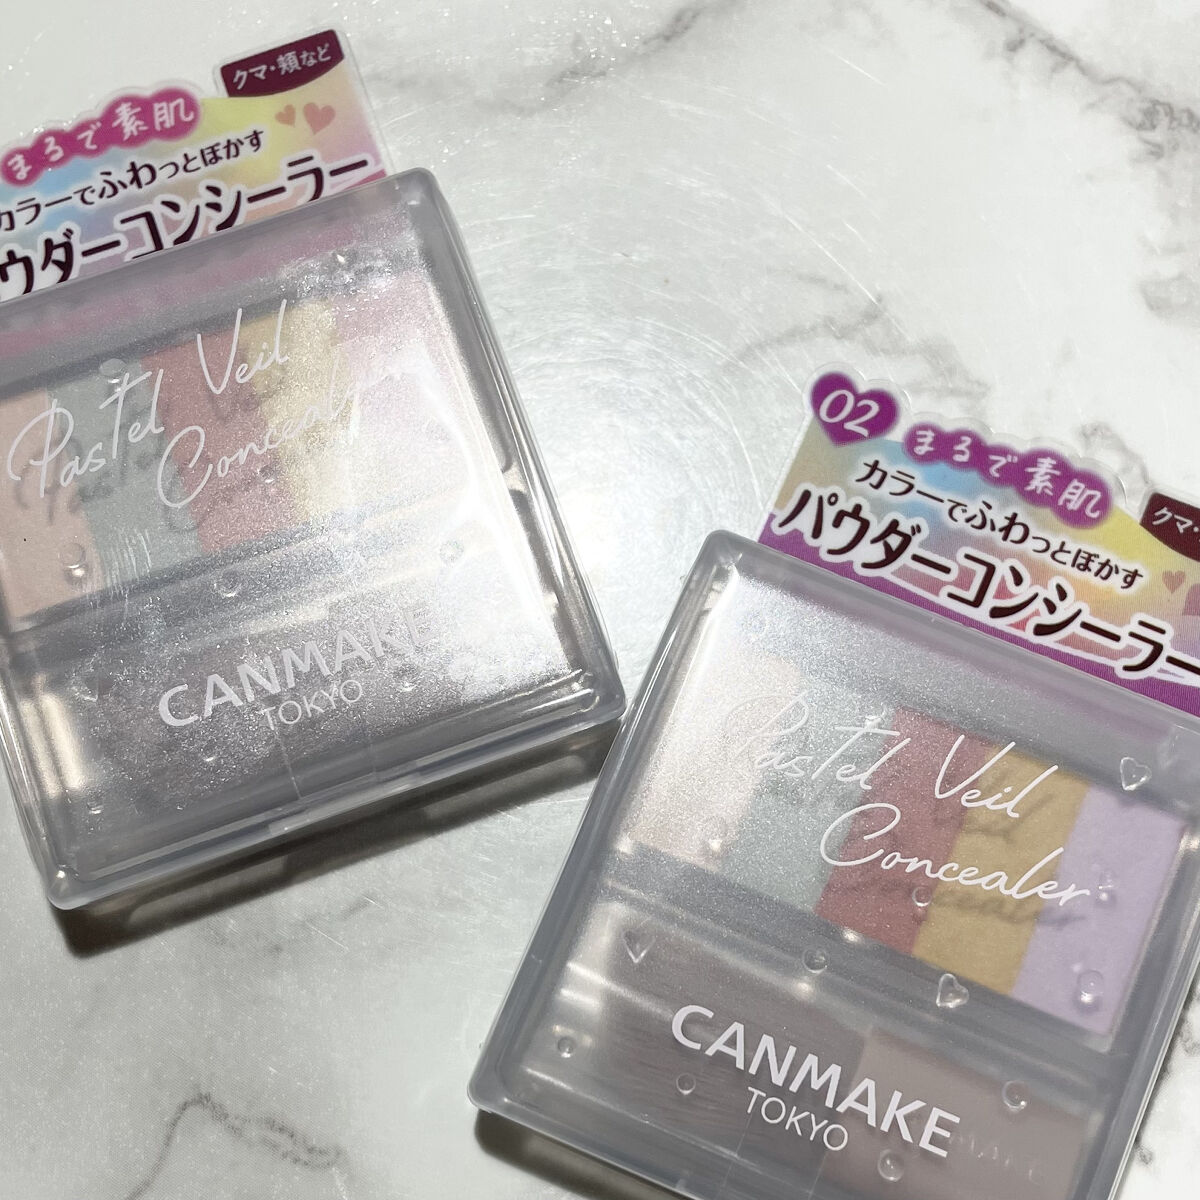 クマ・頬など
まるで素肌
カラーでふわっとぼかす
パウダーコンシーラー
Pastel Veil
Concealer
CANMAKE
TOKYO
02
まるで素肌
クマ・
カラーでふわっとぼかす
パウダーコンシーラー
Pastel Veil
Concealer
CANMAKE
TOKYO